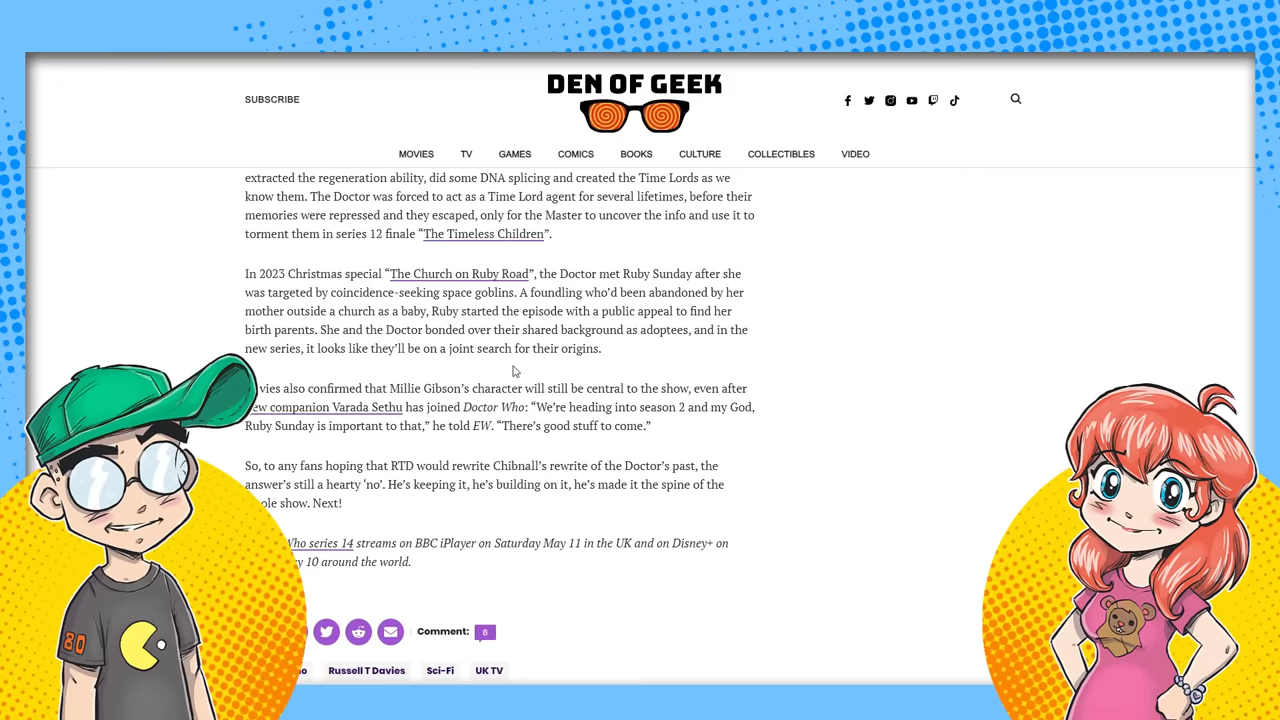 SUBSCRIBE
DEN OF GEEK
MOVIES TV GAMES COMICS BOOKS CULTURE COLLECTIBLES VIDEO
extracted the regeneration ability, did some DNA splicing and created the Time Lords as we
know them. The Doctor was forced to act as a Time Lord agent for several lifetimes, before their
memories were repressed and they escaped, only for the Master to uncover the info and use it to
torment them in series 12 finale “The Timeless Children”.
In 2023 Christmas special “The Church on Ruby Road”, the Doctor met Ruby Sunday after she
was targeted by coincidence-seeking space goblins. A foundling who’d been abandoned by her
mother outside a church as a baby, Ruby started the episode with a public appeal to find her
birth parents. She and the Doctor bonded over their shared background as adoptees, and in the
new series, it looks like they’ll be on a joint search for their origins.
vies also confirmed that Millie Gibson’s character will still be central to the show, even after
ew companion Varada Sethu has joined Doctor Who: “We’re heading into season 2 and my God,
Ruby Sunday is important to that,” he told EW. “There’s good stuff to come.”
So, to any fans hoping that RTD would rewrite Chibnall’s rewrite of the Doctor’s past, the
answer’s still a hearty ‘no’. He’s keeping it, he’s building on it, he’s made it the spine of the
ole show. Next!
Who series 14 streams on BBC iPlayer on Saturday May 11 in the UK and on Disney+ on
y 10 around the world.
Comment: 6
ho Russell T Davies Sci-Fi UK TV
80